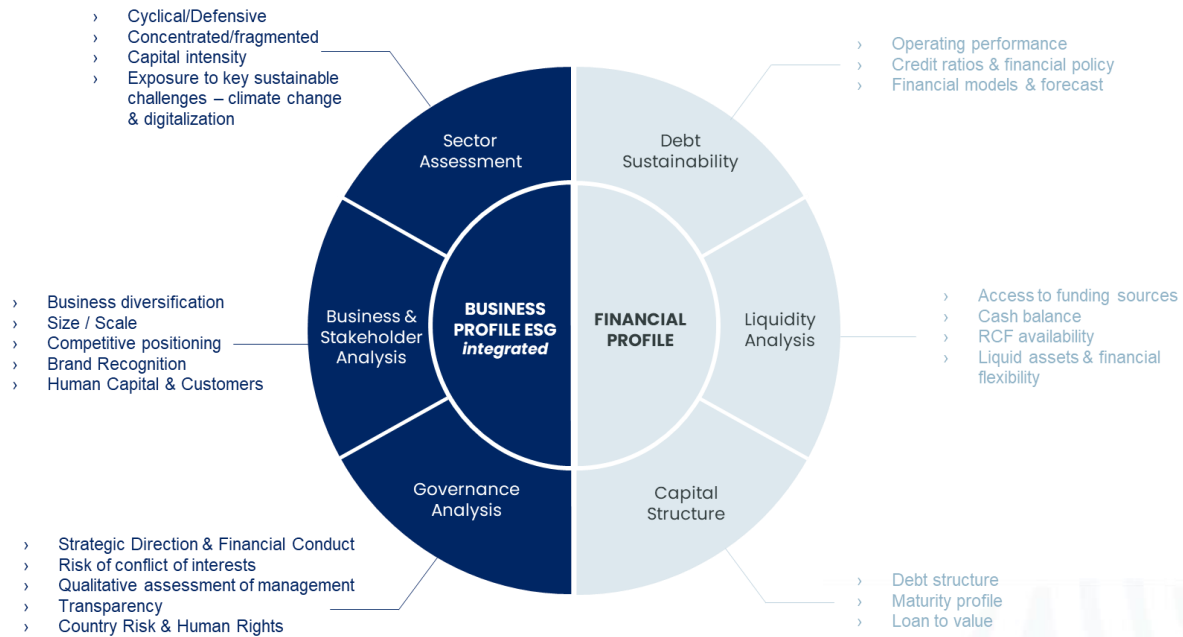 › Cyclical/Defensive
› Concentrated/fragmented
› Capital intensity
› Exposure to key sustainable
challenges – climate change
& digitalization
Sector
Assessment
› Business diversification
› Size / Scale
› Competitive positioning
› Brand Recognition
› Human Capital & Customers
Business &
Stakeholder
Analysis
› Strategic Direction & Financial Conduct
› Risk of conflict of interests
› Qualitative assessment of management
› Transparency
› Country Risk & Human Rights
Governance
Analysis
BUSINESS
PROFILE ESG
integrated
FINANCIAL
PROFILE
Debt
Sustainability
› Operating performance
› Credit ratios & financial policy
› Financial models & forecast
Liquidity
Analysis
› Access to funding sources
› Cash balance
› RCF availability
› Liquid assets & financial
flexibility
Capital
Structure
› Debt structure
› Maturity profile
› Loan to value